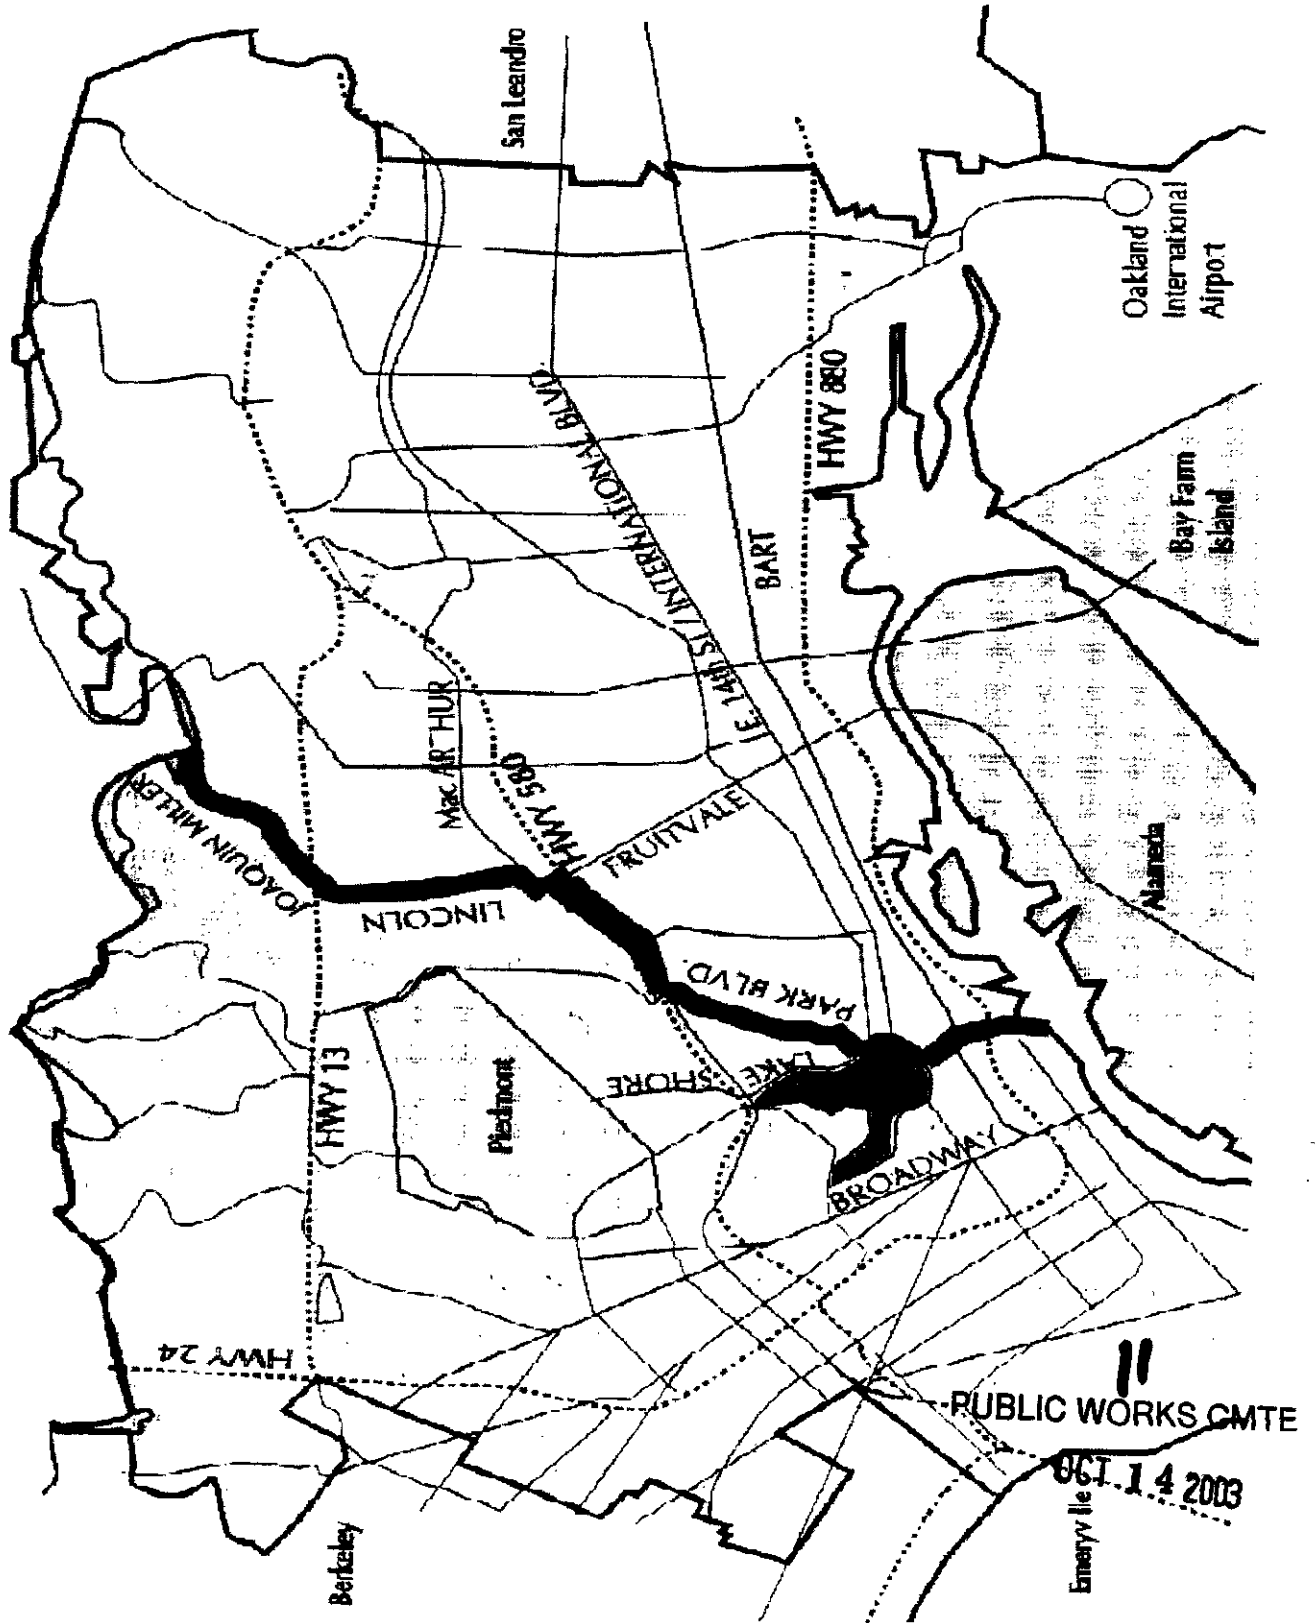 San Leandro
Oakland
International
Airport
HWY 880
E. 14th ST / INTERNATIONAL BLVD.
BART
Bay Farm
Island
Mac ARTHUR
HWY 580
FRUITVALE
JOAQUIN MILLER
LINCOLN
PARK BLVD.
LAKE SHORE
Alameda
HWY 13
Piedmont
BROADWAY
HWY 24
Berkeley
Emeryville
11
PUBLIC WORKS CMTE
OCT 14 2003